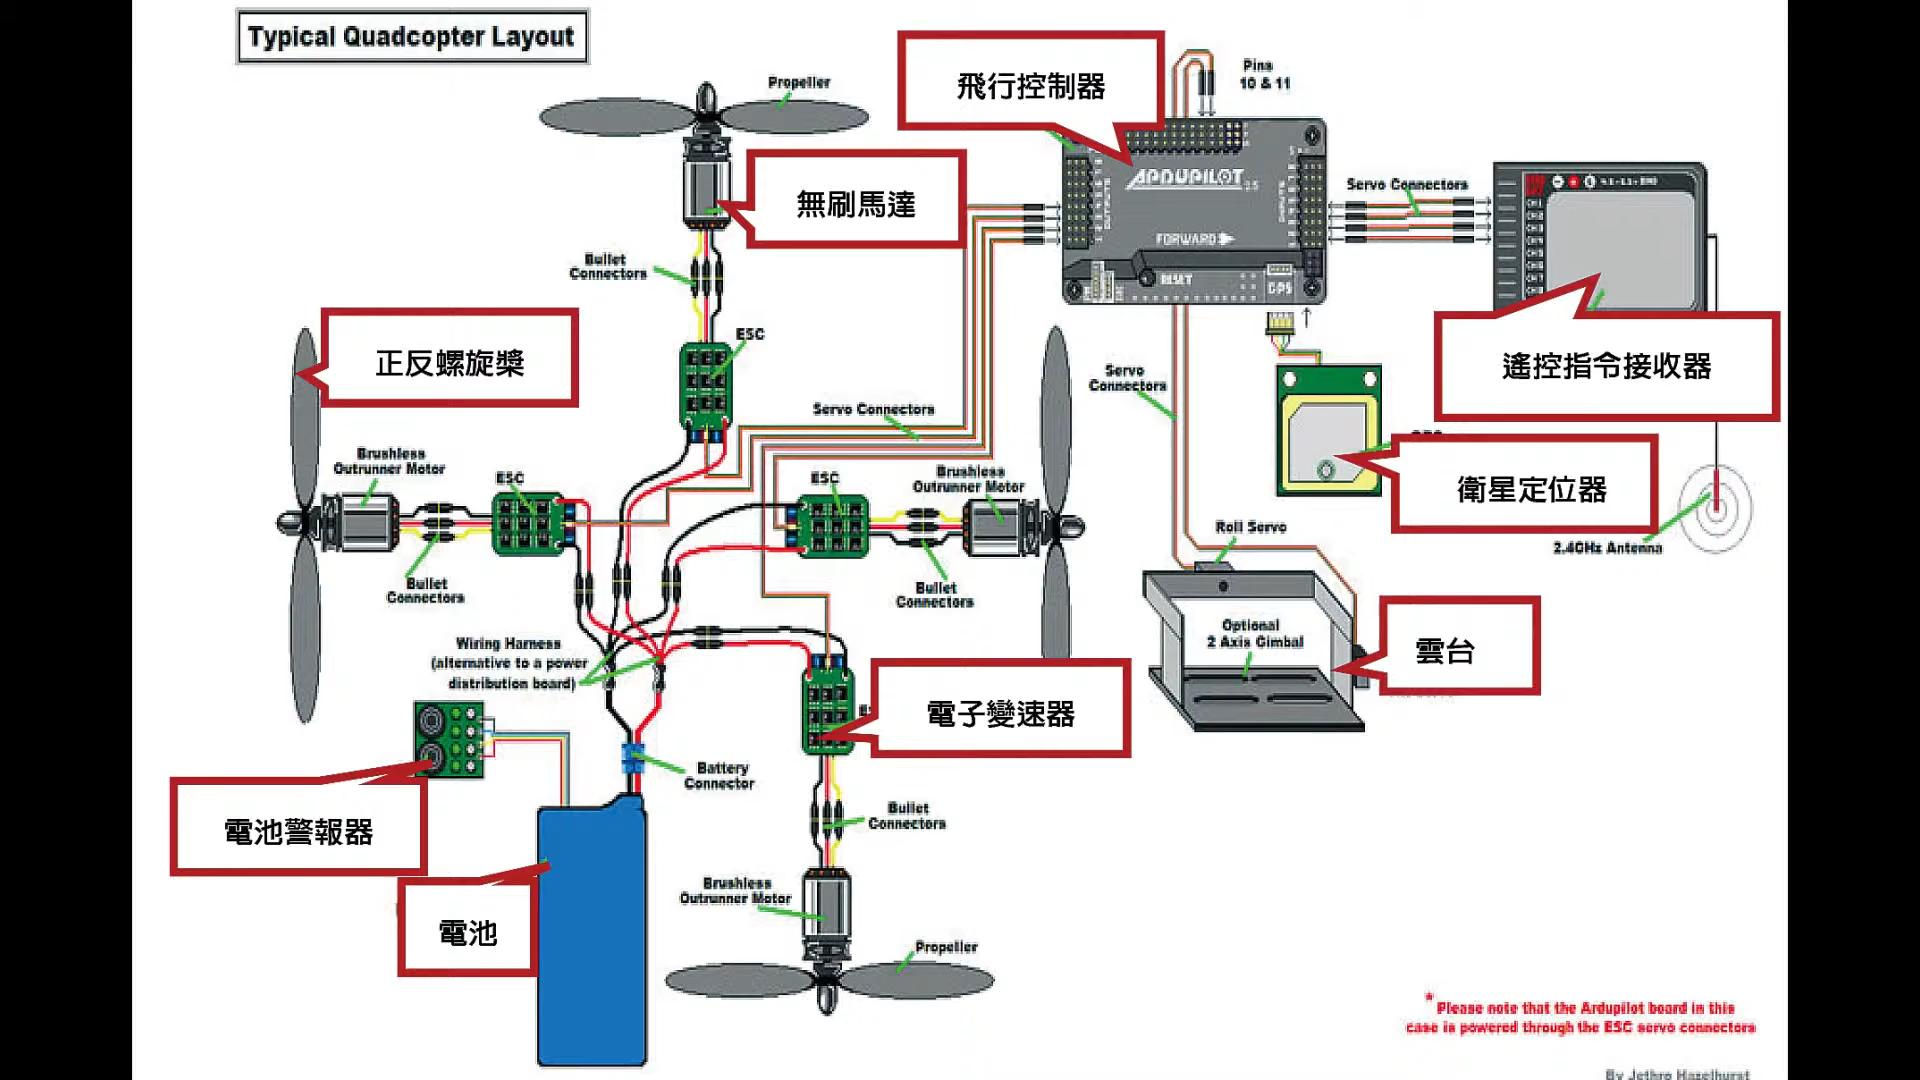 Typical Quadcopter Layout
Propeller
飛行控制器
Pins
10 & 11
無刷馬達
ARDUPILOT
Servo Connectors
FORWARD
RESET
GPS
Bullet
Connectors
正反螺旋槳
ESC
遙控指令接收器
Servo
Connectors
Servo Connectors
Brushless
Outrunner Motor
ESC
ESC
Brushless
Outrunner Motor
衛星定位器
Roll Servo
2.4GHz Antenna
Bullet
Connectors
Bullet
Connectors
Optional
2 Axis Gimbal
雲台
Wiring Harness
(alternative to a power
distribution board)
電子變速器
Battery
Connector
電池警報器
Bullet
Connectors
電池
Brushless
Outrunner Motor
Propeller
*Please note that the Ardupilot board in this
case is powered through the ESC servo connectors
By Jethro Hazelhurst